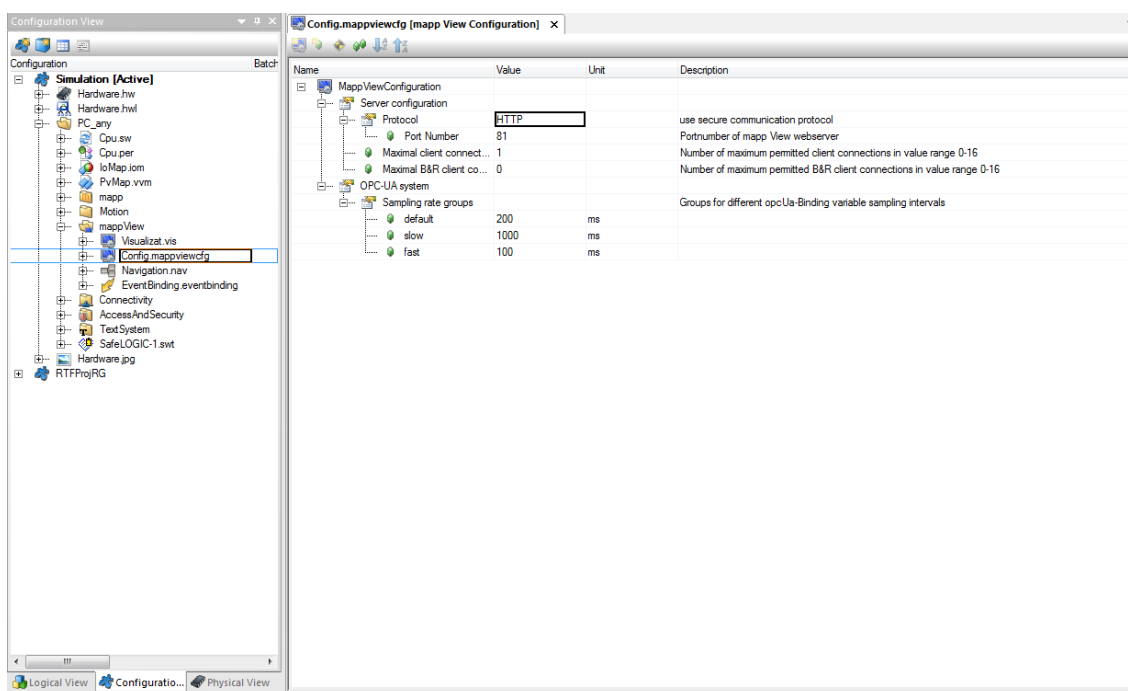 Configuration View
Configuration Batch
Simulation [Active]
Hardware.hw
Hardware.hwl
PC_any
Cpu.sw
Cpu.per
IoMap.iom
PvMap.vvm
mapp
Motion
mappView
Visualizat.vis
Config.mappviewcfg
Navigation.nav
EventBinding.eventbinding
Connectivity
AccessAndSecurity
TextSystem
SafeLOGIC-1.swt
Hardware.jpg
RTFProjRG
Logical View Configuratio... Physical View
Config.mappviewcfg [mapp View Configuration]
Name Value Unit Description
MappViewConfiguration
Server configuration
Protocol HTTP use secure communication protocol
Port Number 81 Portnumber of mapp View webserver
Maximal client connect... 1 Number of maximum permitted client connections in value range 0-16
Maximal B&R client co... 0 Number of maximum permitted B&R client connections in value range 0-16
OPC-UA system
Sampling rate groups Groups for different opcUa-Binding variable sampling intervals
default 200 ms
slow 1000 ms
fast 100 ms